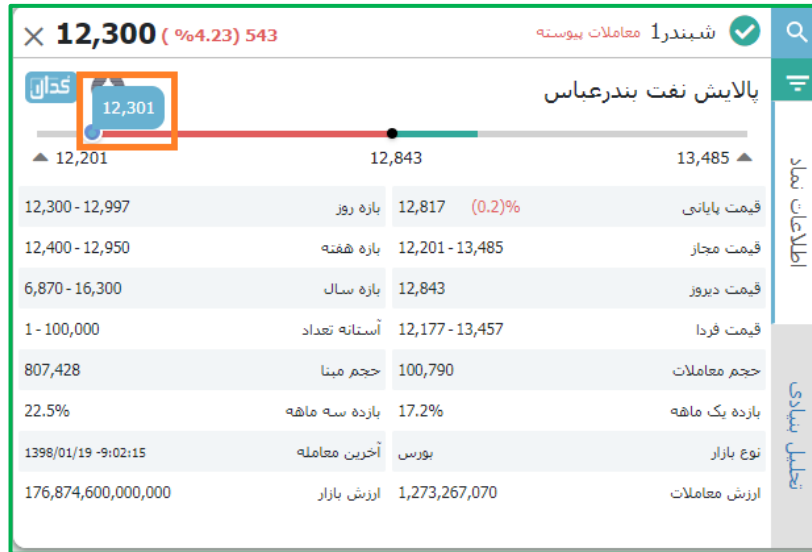 شبندر1 معاملات پیوسته 543 (%4.23 ) 12,300 ×
پالایش نفت بندرعباس
کدال
12,301
13,485 12,843 12,201
قیمت پایانی 12,817 (0.2)% بازه روز 12,300 - 12,997
قیمت مجاز 12,201 - 13,485 بازه هفته 12,400 - 12,950
قیمت دیروز 12,843 بازه سال 6,870 - 16,300
قیمت فردا 12,177 - 13,457 آستانه تعداد 1 - 100,000
حجم معاملات 100,790 حجم مبنا 807,428
بازده یک ماهه 17.2% بازده سه ماهه 22.5%
نوع بازار بورس آخرین معامله 1398/01/19 -9:02:15
ارزش معاملات 1,273,267,070 ارزش بازار 176,874,600,000,000
اطلاعات نماد
تحلیل بنیادی